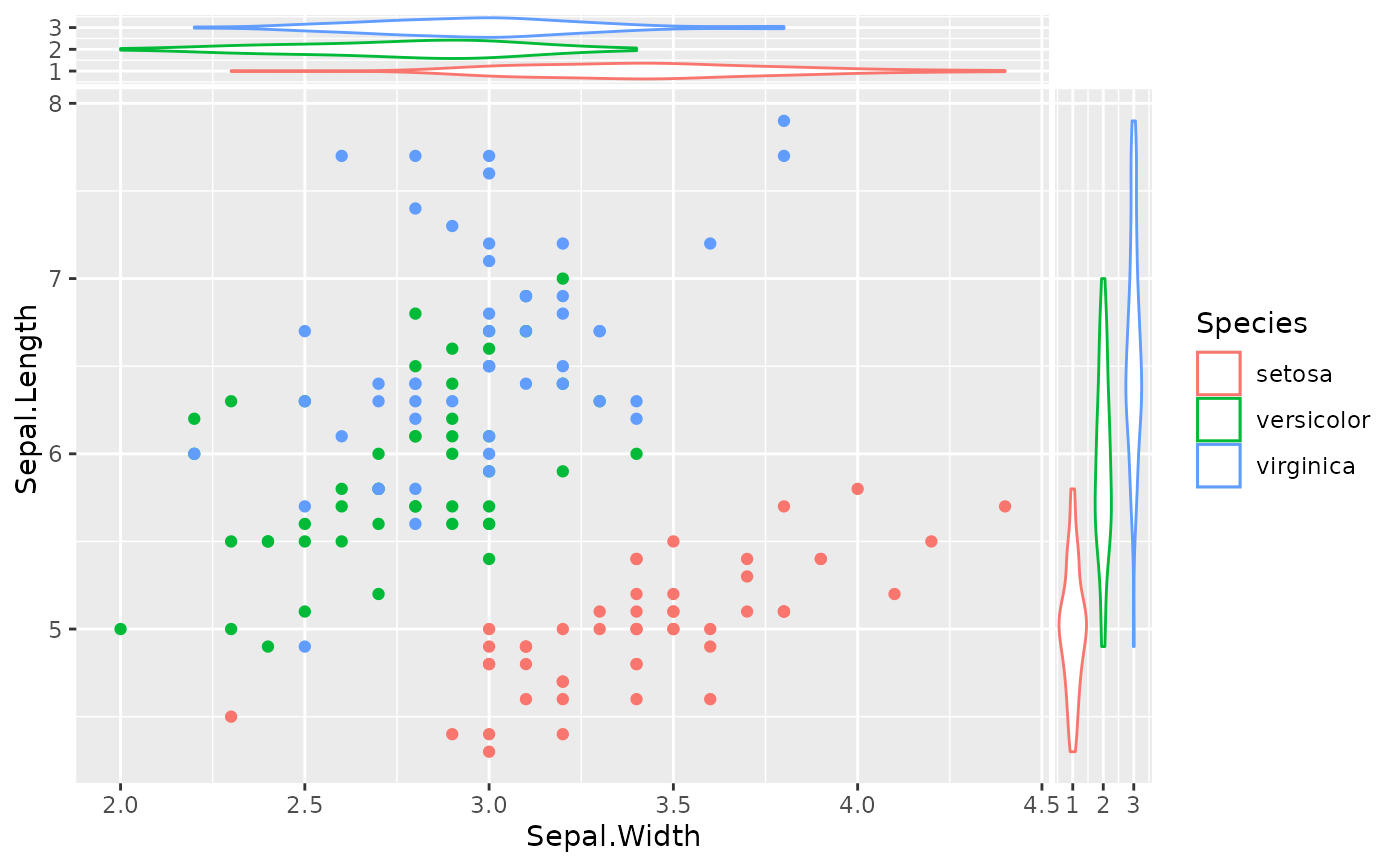 3
2
1
8
7
6
5
Sepal.Length
2.0 2.5 3.0 3.5 4.0 4.5 1 2 3
Sepal.Width
Species
setosa
versicolor
virginica